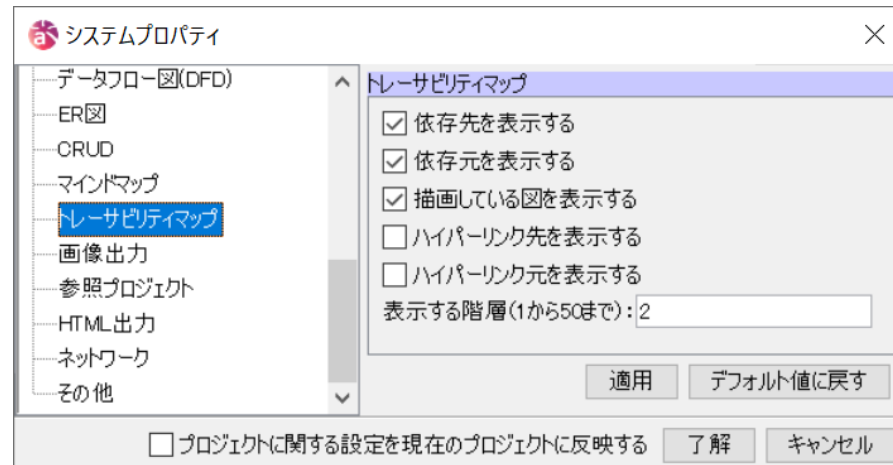 システムプロパティ
データフロー図(DFD)
ER図
CRUD
マインドマップ
トレーサビリティマップ
画像出力
参照プロジェクト
HTML出力
ネットワーク
その他
トレーサビリティマップ
依存先を表示する
依存元を表示する
描画している図を表示する
ハイパーリンク先を表示する
ハイパーリンク元を表示する
表示する階層(1から50まで):2
適用 デフォルト値に戻す
プロジェクトに関する設定を現在のプロジェクトに反映する 了解 キャンセル